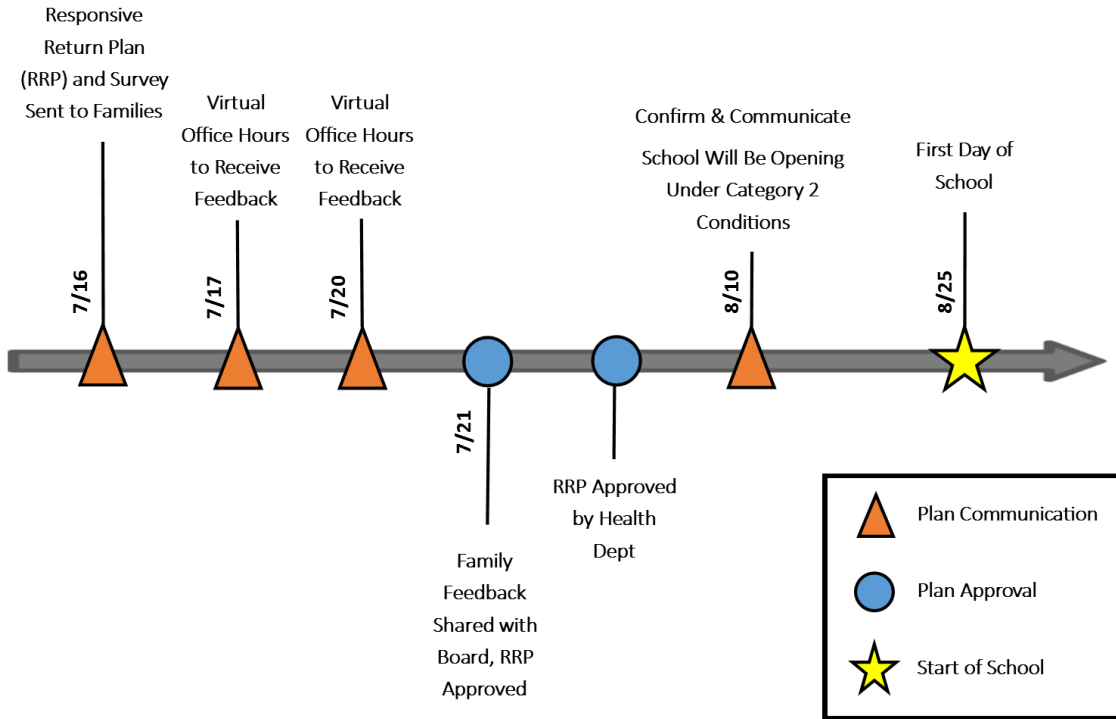 Responsive
Return Plan
(RRP) and Survey
Sent to Families
7/16
Virtual
Office Hours
to Receive
Feedback
7/17
Virtual
Office Hours
to Receive
Feedback
7/20
7/21
Family
Feedback
Shared with
Board, RRP
Approved
RRP Approved
by Health
Dept
Confirm & Communicate
School Will Be Opening
Under Category 2
Conditions
8/10
First Day of
School
8/25
Plan Communication
Plan Approval
Start of School